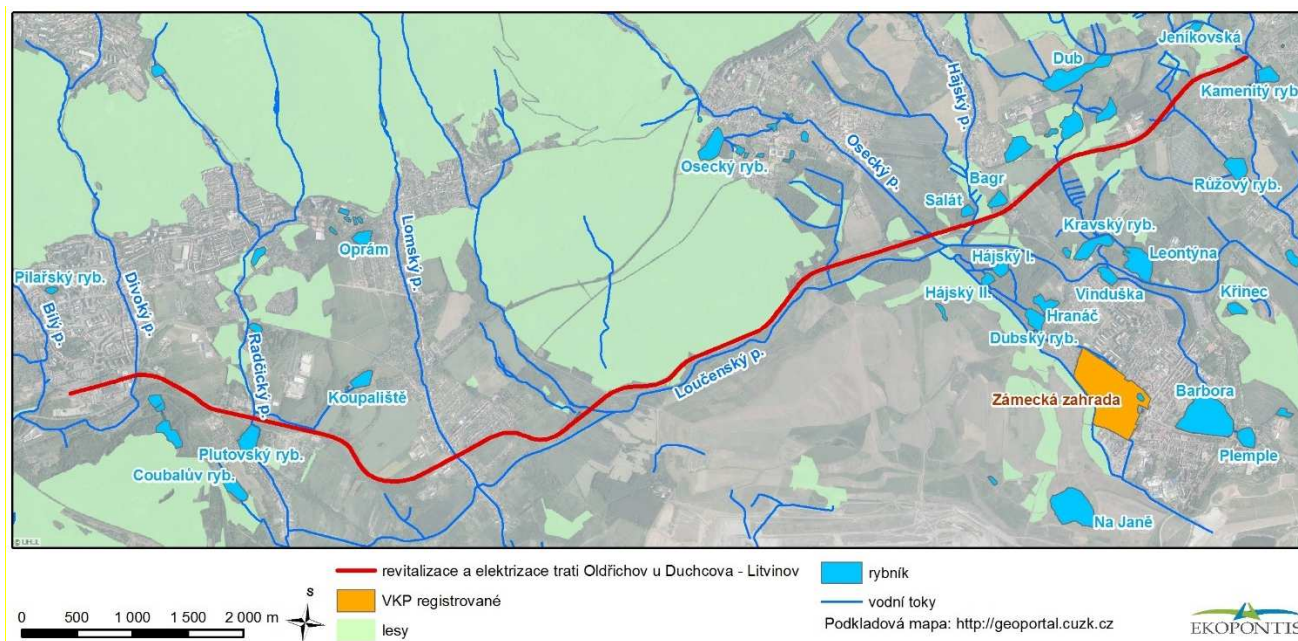 Jeníkovská
Dub
Kamenitý ryb.
Hájský p.
Osecký p.
Osecký ryb.
Bagr
Salát
Růžový ryb.
Kravský ryb.
Leontýna
Oprám
Lomský p.
Pilařský ryb.
Divoký p.
Bílý p.
Hájský I.
Hájský II.
Vinduška
Křinec
Hranáč
Dubský ryb.
Radčický p.
Loučenský p.
Koupaliště
Zámecká zahrada
Barbora
Plutovský ryb.
Plemple
Coubalův ryb.
Na Janě
© ÚHÚL
revitalizace a elektrizace trati Oldřichov u Duchcova - Litvínov
rybník
VKP registrované
vodní toky
lesy
Podkladová mapa: http://geoportal.cuzk.cz
S
0 500 1 000 1 500 2 000 m
EKOPONTIS